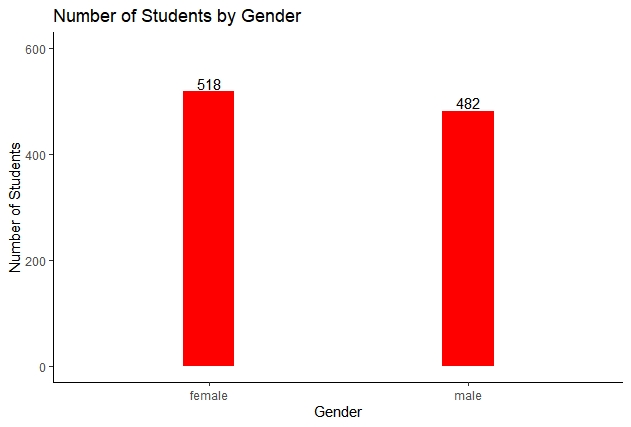 Number of Students by Gender
600
518
482
400
Number of Students
200
0
female
male
Gender